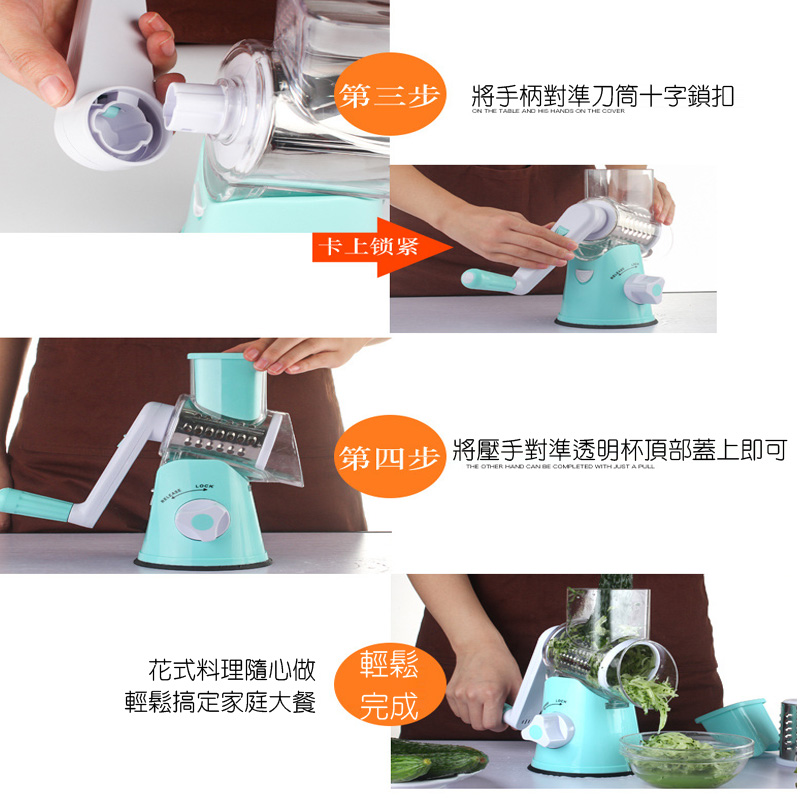 第三步
將手柄對準刀筒十字鎖扣
ON THE TABLE AND HIS HANDS ON THE COVER
卡上锁紧
RELEASE LOCN
第四步
將壓手對準透明杯頂部蓋上即可
THE OTHER HAND CAN BE COMPLETED WITH JUST A PULL
RELEASE LOCN
花式料理隨心做
輕鬆搞定家庭大餐
輕鬆
完成